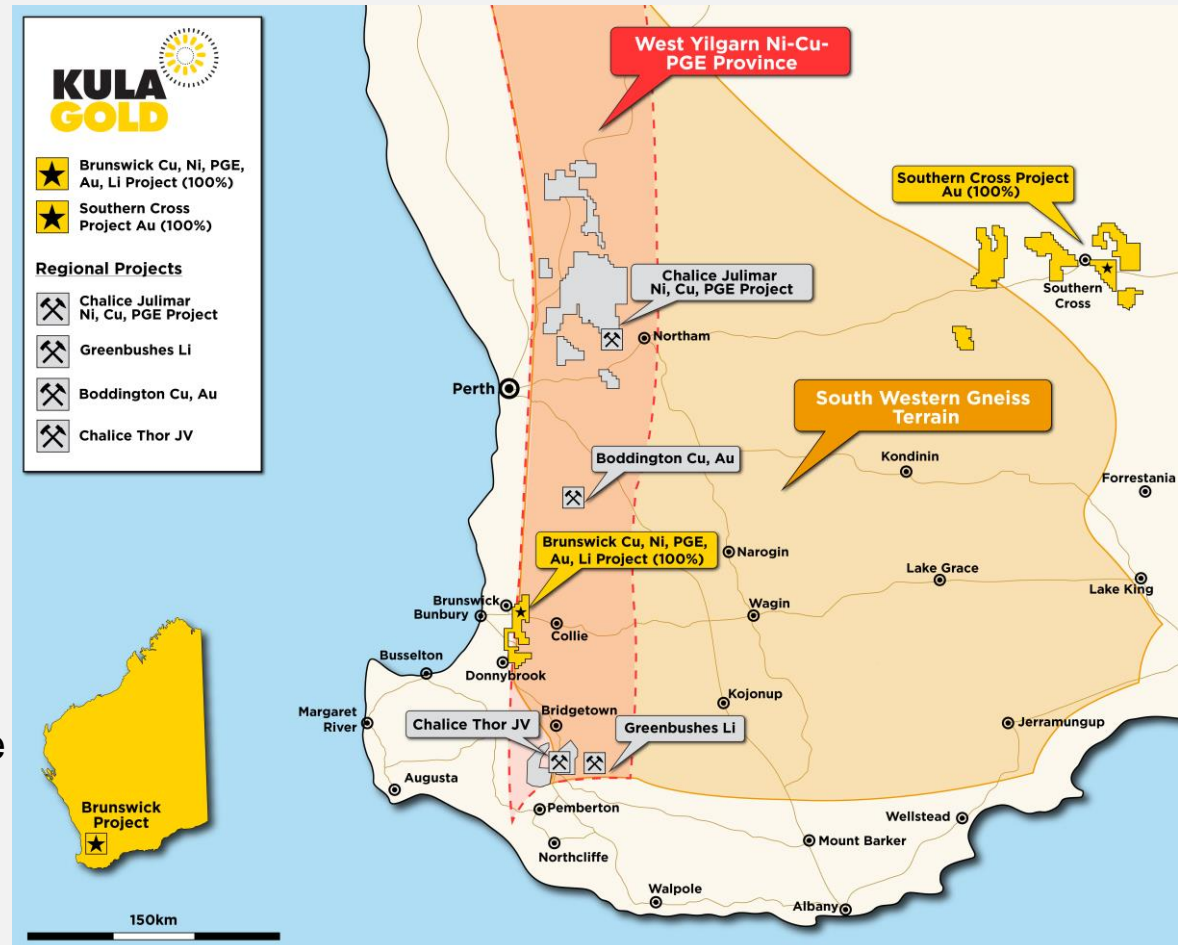 KULA
GOLD
Brunswick Cu, Ni, PGE,
Au, Li Project (100%)
Southern Cross
Project Au (100%)
Regional Projects
Chalice Julimar
Ni, Cu, PGE Project
Greenbushes Li
Boddington Cu, Au
Chalice Thor JV
West Yilgarn Ni-Cu-
PGE Province
Southern Cross Project
Au (100%)
Southern
Cross
Chalice Julimar
Ni, Cu, PGE Project
Northam
Perth
South Western Gneiss
Terrain
Boddington Cu, Au
Kondinin
Forrestania
Brunswick Cu, Ni, PGE,
Au, Li Project (100%)
Narogin
Lake Grace
Lake King
Brunswick
Bunbury
Collie
Wagin
Busselton
Donnybrook
Margaret
River
Bridgetown
Kojonup
Jerramungup
Chalice Thor JV
Greenbushes Li
e
Augusta
Pemberton
Wellstead
Brunswick
Project
Northcliffe
Mount Barker
Walpole
Albany
150km